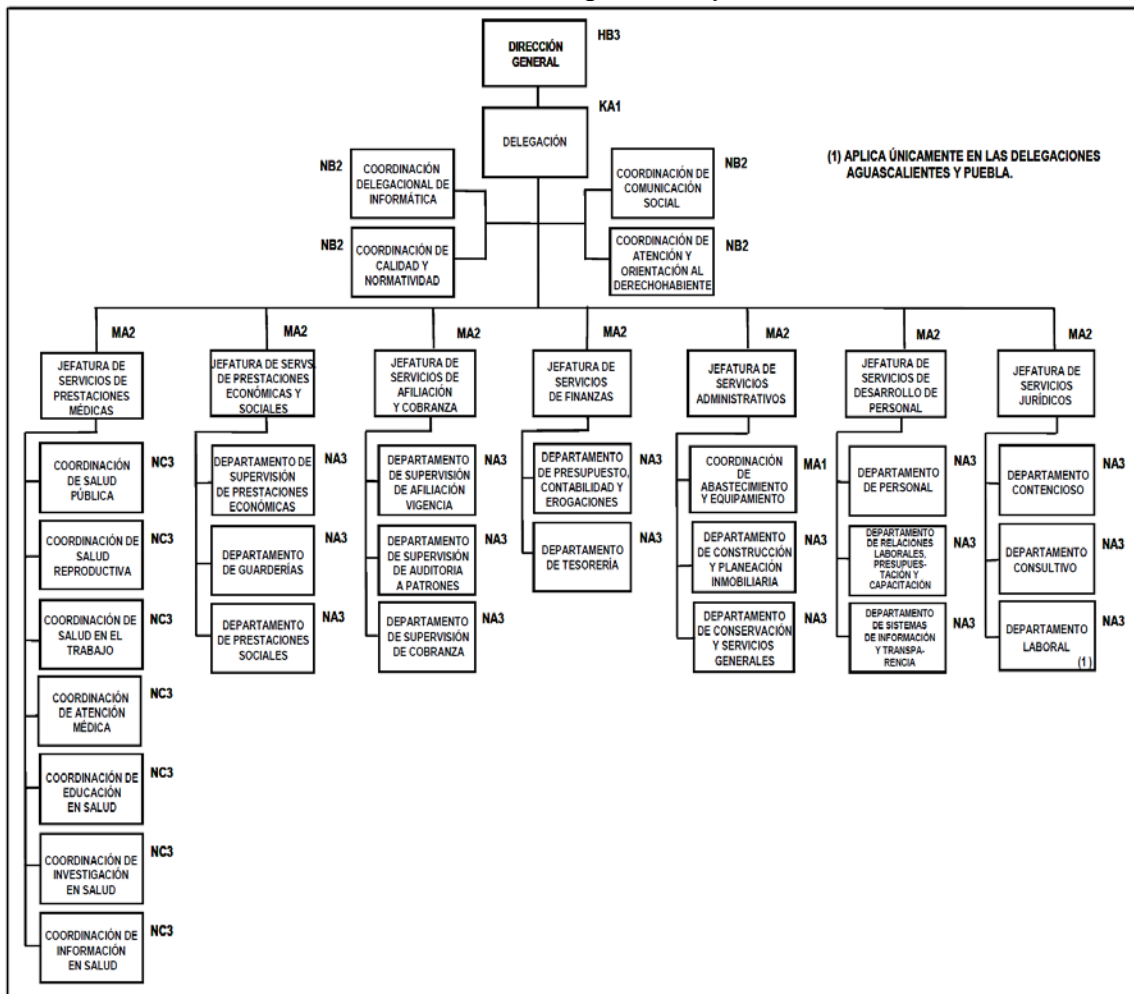 HB3
DIRECCIÓN
GENERAL
KA1
DELEGACIÓN
(1) APLICA ÚNICAMENTE EN LAS DELEGACIONES
AGUASCALIENTES Y PUEBLA.
NB2
COORDINACIÓN
DELEGACIONAL DE
INFORMÁTICA
NB2
COORDINACIÓN DE
COMUNICACIÓN
SOCIAL
NB2
COORDINACIÓN DE
CALIDAD Y
NORMATIVIDAD
NB2
COORDINACIÓN DE
ATENCIÓN Y
ORIENTACIÓN AL
DERECHOHABIENTE
MA2
JEFATURA DE
SERVICIOS DE
PRESTACIONES
MÉDICAS
COORDINACIÓN
DE SALUD
PÚBLICA
NC3
COORDINACIÓN DE
SALUD
REPRODUCTIVA
NC3
COORDINACIÓN DE
SALUD EN EL
TRABAJO
NC3
COORDINACIÓN
DE ATENCIÓN
MÉDICA
NC3
COORDINACIÓN DE
EDUCACIÓN
EN SALUD
NC3
COORDINACIÓN DE
INVESTIGACIÓN
EN SALUD
NC3
COORDINACIÓN DE
INFORMACIÓN
EN SALUD
NC3
MA2
JEFATURA DE SERVS.
DE PRESTACIONES
ECONÓMICAS Y
SOCIALES
DEPARTAMENTO DE
SUPERVISIÓN
DE PRESTACIONES
ECONÓMICAS
NA3
DEPARTAMENTO
DE GUARDERÍAS
NA3
DEPARTAMENTO
DE PRESTACIONES
SOCIALES
NA3
MA2
JEFATURA DE
SERVICIOS DE
AFILIACIÓN
Y COBRANZA
DEPARTAMENTO
DE SUPERVISIÓN
DE AFILIACIÓN
VIGENCIA
NA3
DEPARTAMENTO
DE SUPERVISIÓN
DE AUDITORIA
A PATRONES
NA3
DEPARTAMENTO
DE SUPERVISIÓN
DE COBRANZA
NA3
MA2
JEFATURA DE
SERVICIOS
DE FINANZAS
DEPARTAMENTO
DE PRESUPUESTO,
CONTABILIDAD Y
EROGACIONES
NA3
DEPARTAMENTO
DE TESORERÍA
NA3
MA2
JEFATURA DE
SERVICIOS
ADMINISTRATIVOS
COORDINACIÓN
DE
ABASTECIMIENTO
Y EQUIPAMIENTO
MA1
DEPARTAMENTO
DE CONSTRUCCIÓN
Y PLANEACIÓN
INMOBILIARIA
NA3
DEPARTAMENTO
DE CONSERVACIÓN
Y SERVICIOS
GENERALES
NA3
MA2
JEFATURA DE
SERVICIOS DE
DESARROLLO DE
PERSONAL
DEPARTAMENTO
DE PERSONAL
NA3
DEPARTAMENTO
DE RELACIONES
LABORALES,
PRESUPUES-
TACIÓN Y
CAPACITACIÓN
NA3
DEPARTAMENTO
DE SISTEMAS
DE INFORMACIÓN
Y TRANSPA-
RENCIA
NA3
MA2
JEFATURA DE
SERVICIOS
JURÍDICOS
DEPARTAMENTO
CONTENCIOSO
NA3
DEPARTAMENTO
CONSULTIVO
NA3
DEPARTAMENTO
LABORAL
(1)
NA3